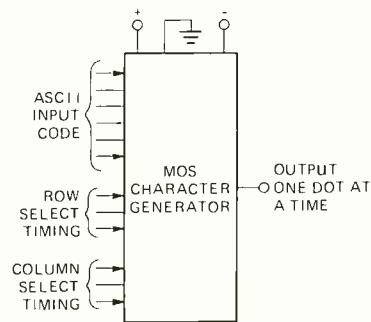 + -
ASCII
INPUT
CODE
ROW
SELECT
TIMING
COLUMN
SELECT
TIMING
MOS
CHARACTER
GENERATOR
OUTPUT
ONE DOT AT
A TIME